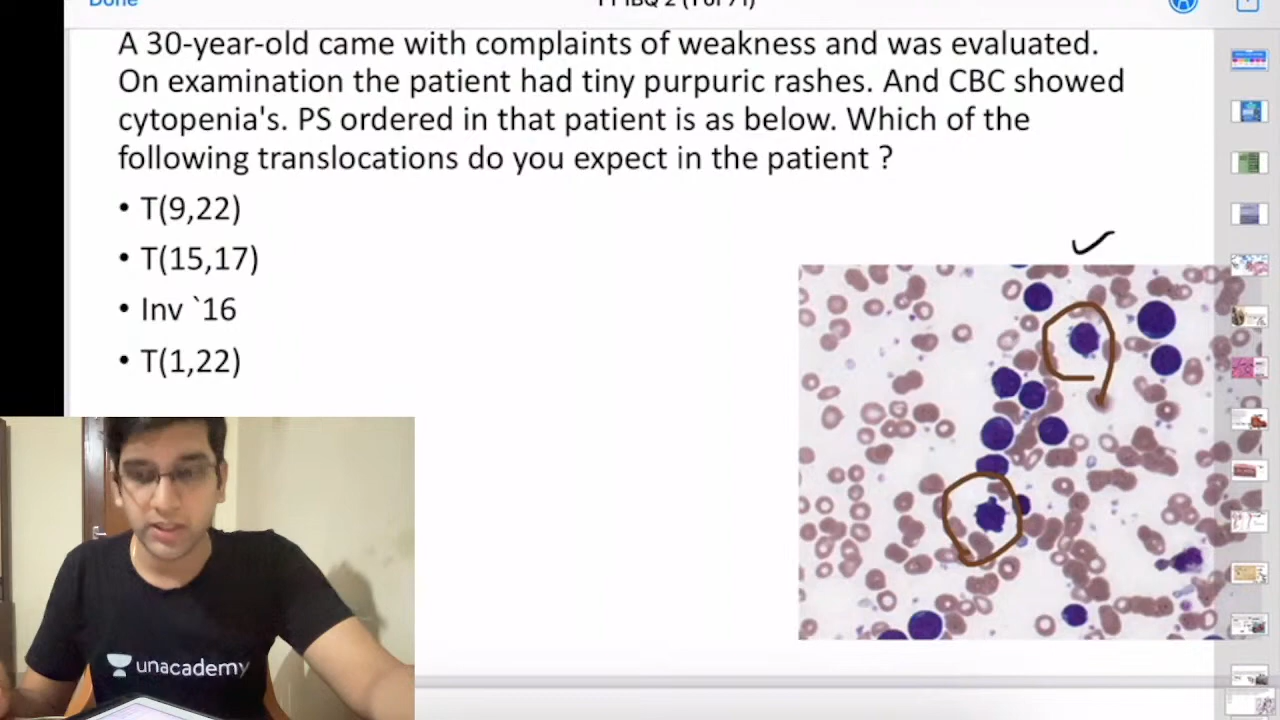 Done
A 30-year-old came with complaints of weakness and was evaluated.
On examination the patient had tiny purpuric rashes. And CBC showed
cytopenia's. PS ordered in that patient is as below. Which of the
following translocations do you expect in the patient ?
• T(9,22)
• T(15,17)
• Inv `16
• T(1,22)
unacademy